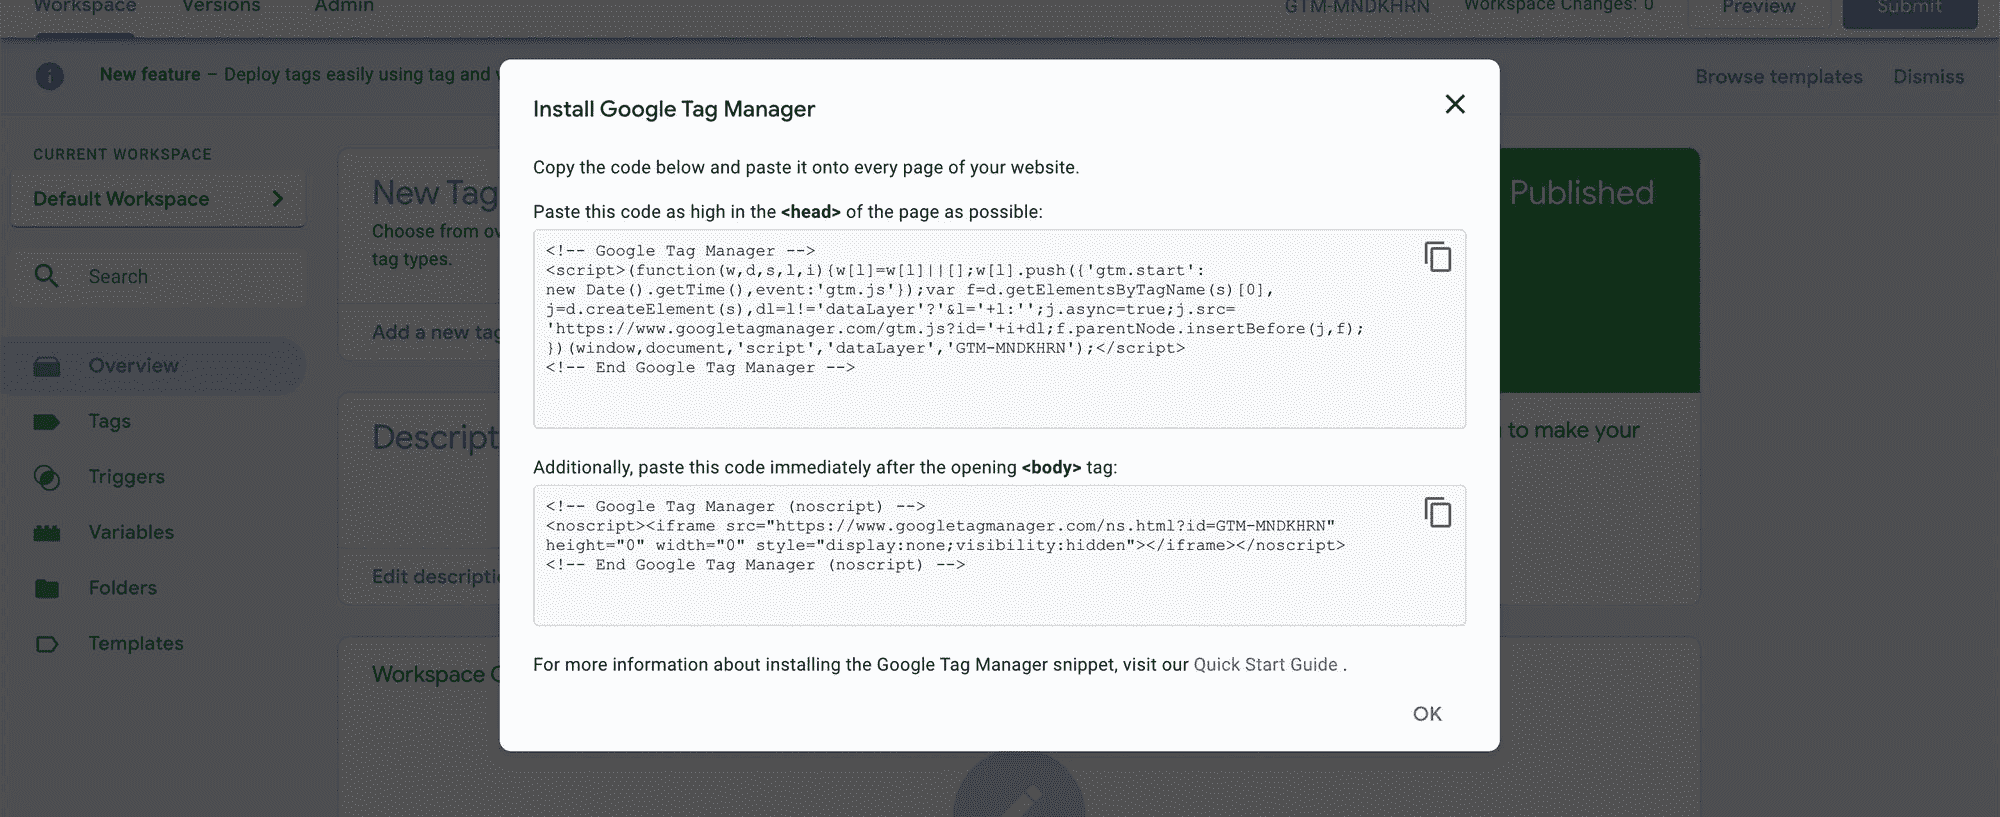 Workspace Versions Admin GTM-MNDKHRN Workspace Changes: 0 Preview Submit
New feature – Deploy tags easily using tag and
Browse templates Dismiss
CURRENT WORKSPACE
Default Workspace
Search
Overview
Tags
Triggers
Variables
Folders
Templates
New Tag
Choose from
tag types.
Add a new tag
Edit
Workspace
Published
to make your
Install Google Tag Manager
Copy the code below and paste it onto every page of your website.
Paste this code as high in the <head> of the page as possible:
<!-- Google Tag Manager -->
<script>(function(w,d,s,l,i){w[l]=w[l]||[];w[l].push({'gtm.start':
new Date().getTime(),event:'gtm.js'});var f=d.getElementsByTagName(s)[0],
j=d.createElement(s),dl=l!='dataLayer'?'&l='+l:'';j.async=true;j.src=
'https://www.googletagmanager.com/gtm.js?id='+i+dl;f.parentNode.insertBefore(j,f);
})(window,document,'script','dataLayer','GTM-MNDKHRN');</script>
<!-- End Google Tag Manager -->
Additionally, paste this code immediately after the opening <body> tag:
<!-- Google Tag Manager (noscript) -->
<noscript><iframe src="https://www.googletagmanager.com/ns.html?id=GTM-MNDKHRN"
height="0" width="0" style="display:none;visibility:hidden"></iframe></noscript>
<!-- End Google Tag Manager (noscript) -->
For more information about installing the Google Tag Manager snippet, visit our Quick Start Guide .
OK